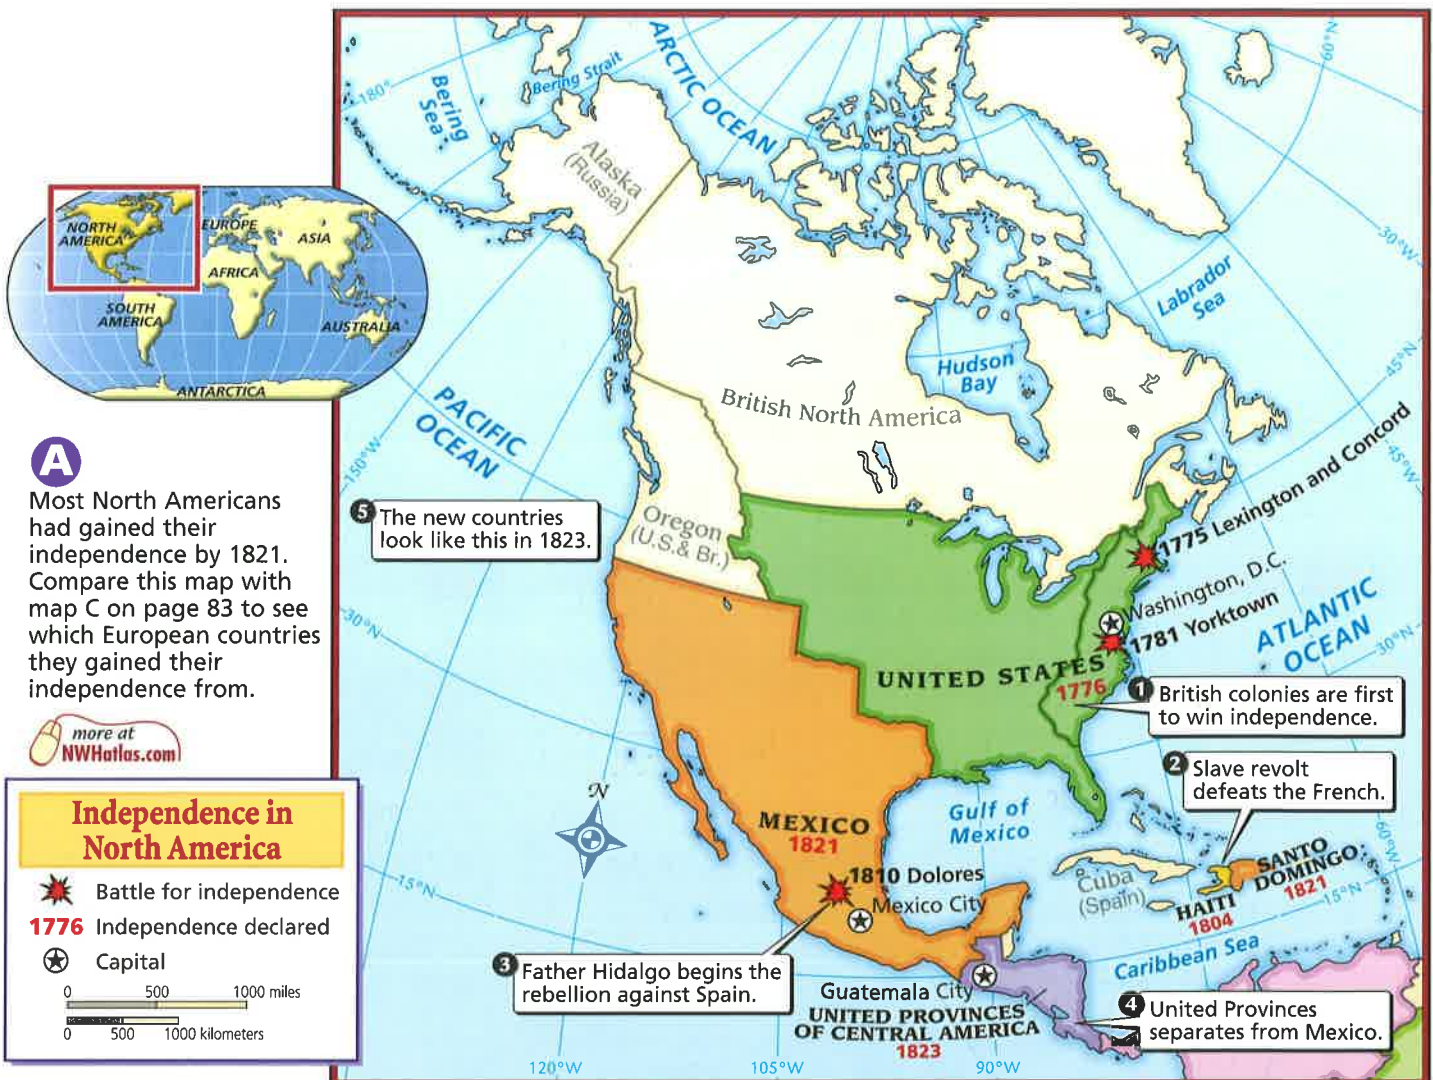 ARCTIC OCEAN
Bering Strait
Bering
Sea
180°
Alaska
(Russia)
60°N
30°W
Labrador
Sea
45°N
45°W
Hudson
Bay
British North America
PACIFIC
OCEAN
150°W
30°N
15°N
NORTH
AMERICA
EUROPE
ASIA
AFRICA
SOUTH
AMERICA
AUSTRALIA
ANTARCTICA
A
Most North Americans
had gained their
independence by 1821.
Compare this map with
map C on page 83 to see
which European countries
they gained their
independence from.
more at
NWHatlas.com
Independence in
North America
Battle for independence
1776 Independence declared
Capital
0 500 1000 miles
0 500 1000 kilometers
5 The new countries
look like this in 1823.
Oregon
(U.S.& Br.)
1775 Lexington and Concord
Washington, D.C.
1781 Yorktown
ATLANTIC
OCEAN
30°N
UNITED STATES
1776
1 British colonies are first
to win independence.
2 Slave revolt
defeats the French.
N
Gulf of
Mexico
MEXICO
1821
1810 Dolores
Mexico City
Cuba
(Spain)
HAITI
1804
SANTO
DOMINGO
1821
60°W
15°N
Caribbean Sea
3 Father Hidalgo begins the
rebellion against Spain.
Guatemala City
UNITED PROVINCES
OF CENTRAL AMERICA
1823
4 United Provinces
separates from Mexico.
120°W
105°W
90°W